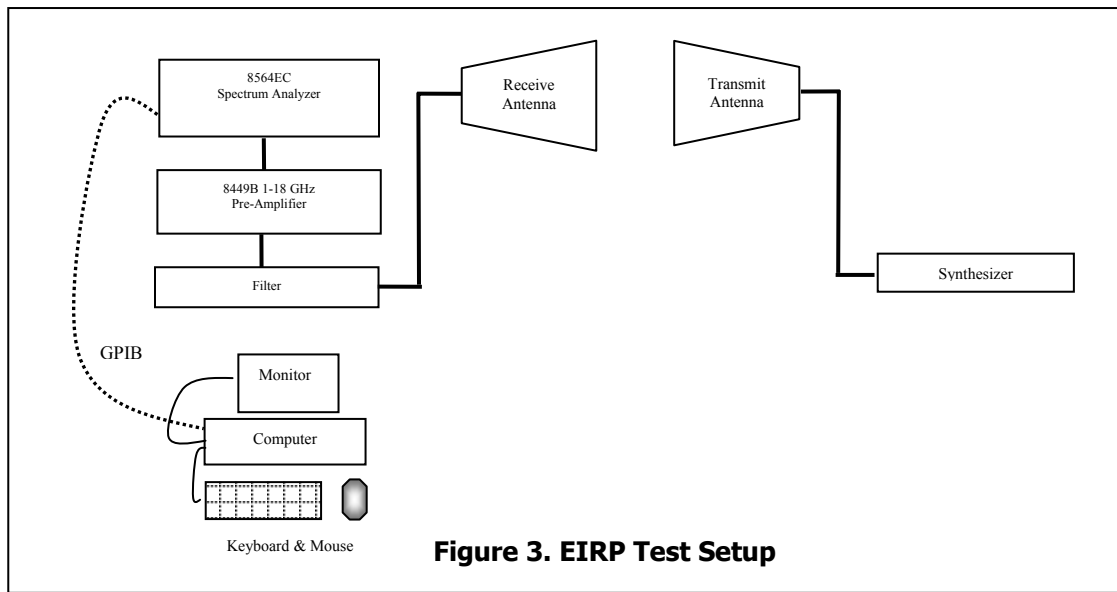 8564EC
Spectrum Analyzer
Receive
Antenna
Transmit
Antenna
8449B 1-18 GHz
Pre-Amplifier
Filter
Synthesizer
GPIB
Monitor
Computer
Keyboard & Mouse
Figure 3. EIRP Test Setup